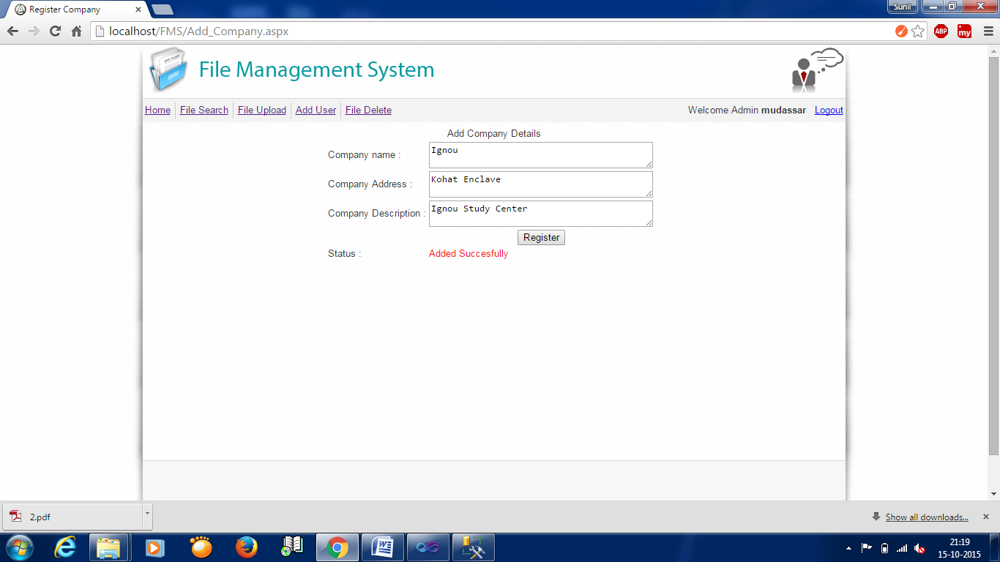 Register Company
Sunil
localhost/FMS/Add_Company.aspx
ABP
my
File Management System
Home File Search File Upload Add User File Delete Welcome Admin mudassar Logout
Add Company Details
Company name : Ignou
Company Address : Kohat Enclave
Company Description : Ignou Study Center
Register
Status : Added Succesfully
2.pdf Show all downloads...
21:19
15-10-2015